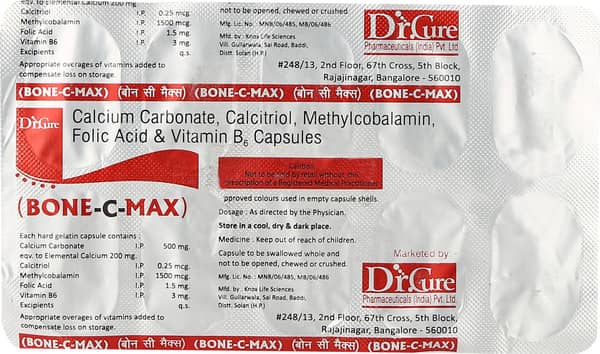 eqv. to Elemental Calcium 200 mg.
Calcitriol I.P. 0.25 mcg.
Methylcobalamin I.P. 1500 mcg.
Folic Acid I.P. 1.5 mg.
Vitamin B6 I.P. 3 mg.
Excipients q.s.
Appropriate overages of vitamins added to
compensate loss on storage.
not to be opened, chewed or crushed.
Mfg. Lic. No.: MNB/06/485, MB/06/486
Mfd. by : Knox Life Sciences
Vill. Gullarwala, Sai Road, Baddi,
Distt. Solan (H.P.)
Dr.Cure
Pharmaceuticals (India) Pvt. Ltd.
#248/13, 2nd Floor, 67th Cross, 5th Block,
Rajajinagar, Bangalore - 560010
(BONE-C-MAX) (बोन सी मैक्स) (BONE-C-MAX) (बोन सी मैक्स) (BONE-C-MAX)
Dr.Cure
Calcium Carbonate, Calcitriol, Methylcobalamin,
Folic Acid & Vitamin B6 Capsules
(BONE-C-MAX)
Each hard gelatin capsule contains :
Calcium Carbonate I.P. 500 mg.
eqv. to Elemental Calcium 200 mg.
Calcitriol I.P. 0.25 mcg.
Methylcobalamin I.P. 1500 mcg.
Folic Acid I.P. 1.5 mg.
Vitamin B6 I.P. 3 mg.
Excipients q.s.
Appropriate overages of vitamins added to
compensate loss on storage.
Caution
Not to be sold by retail without the
prescription of a Registered Medical Practitioner
pproved colours used in empty capsule shells.
Dosage : As directed by the Physician.
Store in a cool, dry & dark place.
Medicine : Keep out of reach of children.
Capsule to be swallowed whole and
not to be opened, chewed or crushed.
Mfg. Lic. No.: MNB/06/485, MB/06/486
Mfd. by : Knox Life Sciences
Vill. Gullarwala, Sai Road, Baddi,
Distt. Solan (H.P.)
Marketed by
Dr.Cure
Pharmaceuticals (India) Pvt. Ltd.
#248/13, 2nd Floor, 67th Cross, 5th Block,
Rajajinagar, Bangalore - 560010
(BONE-C-MAX) (बोन सी मैक्स) (BONE-C-MAX) (बोन सी मैक्स) (BONE-C-MAX)